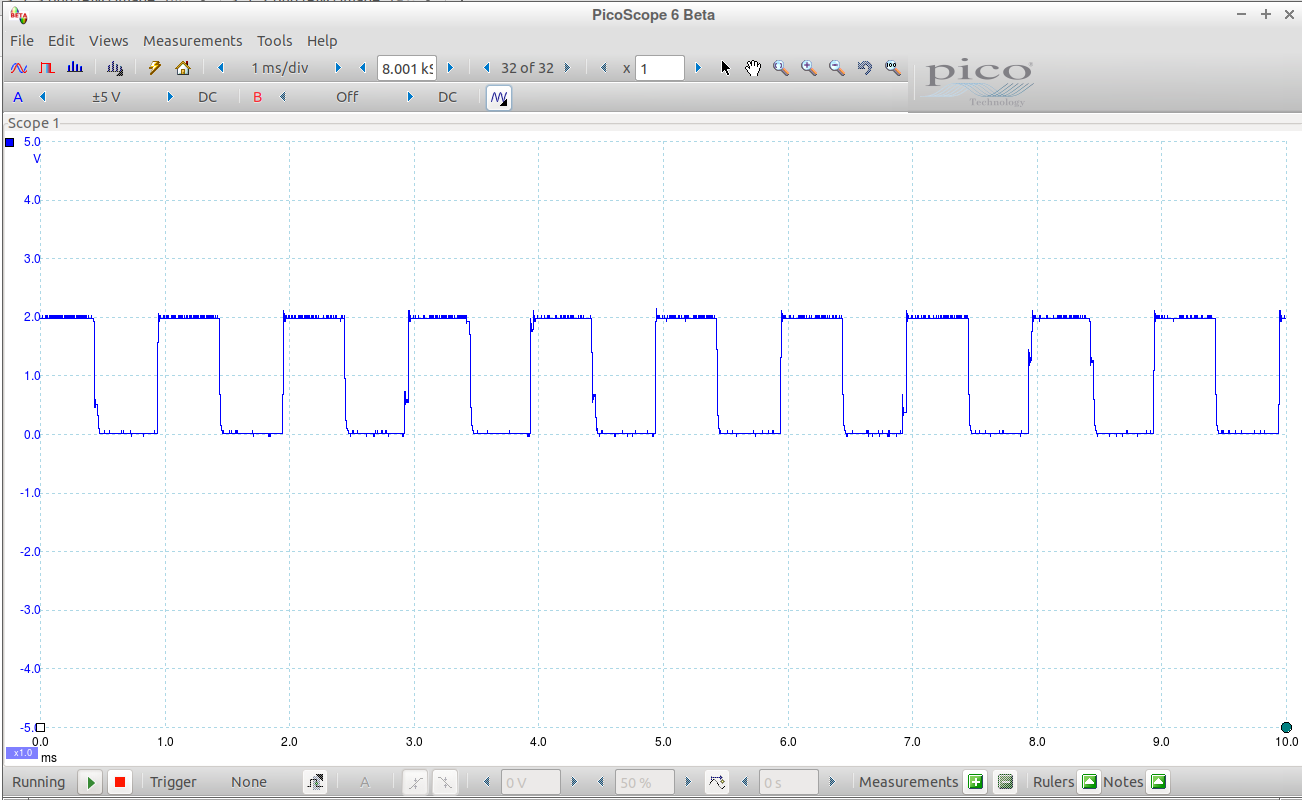 PicoScope 6 Beta
File Edit Views Measurements Tools Help
BETA 1 ms/div 8.001 kS 32 of 32 x 1
pico
Technology
A ±5 V DC B Off DC
Scope 1
5.0
V
4.0
3.0
2.0
1.0
0.0
-1.0
-2.0
-3.0
-4.0
-5.0
0.0 1.0 2.0 3.0 4.0 5.0 6.0 7.0 8.0 9.0 10.0
x1.0 ms
Running Trigger None A 0 V 50 % 0 s Measurements Rulers Notes